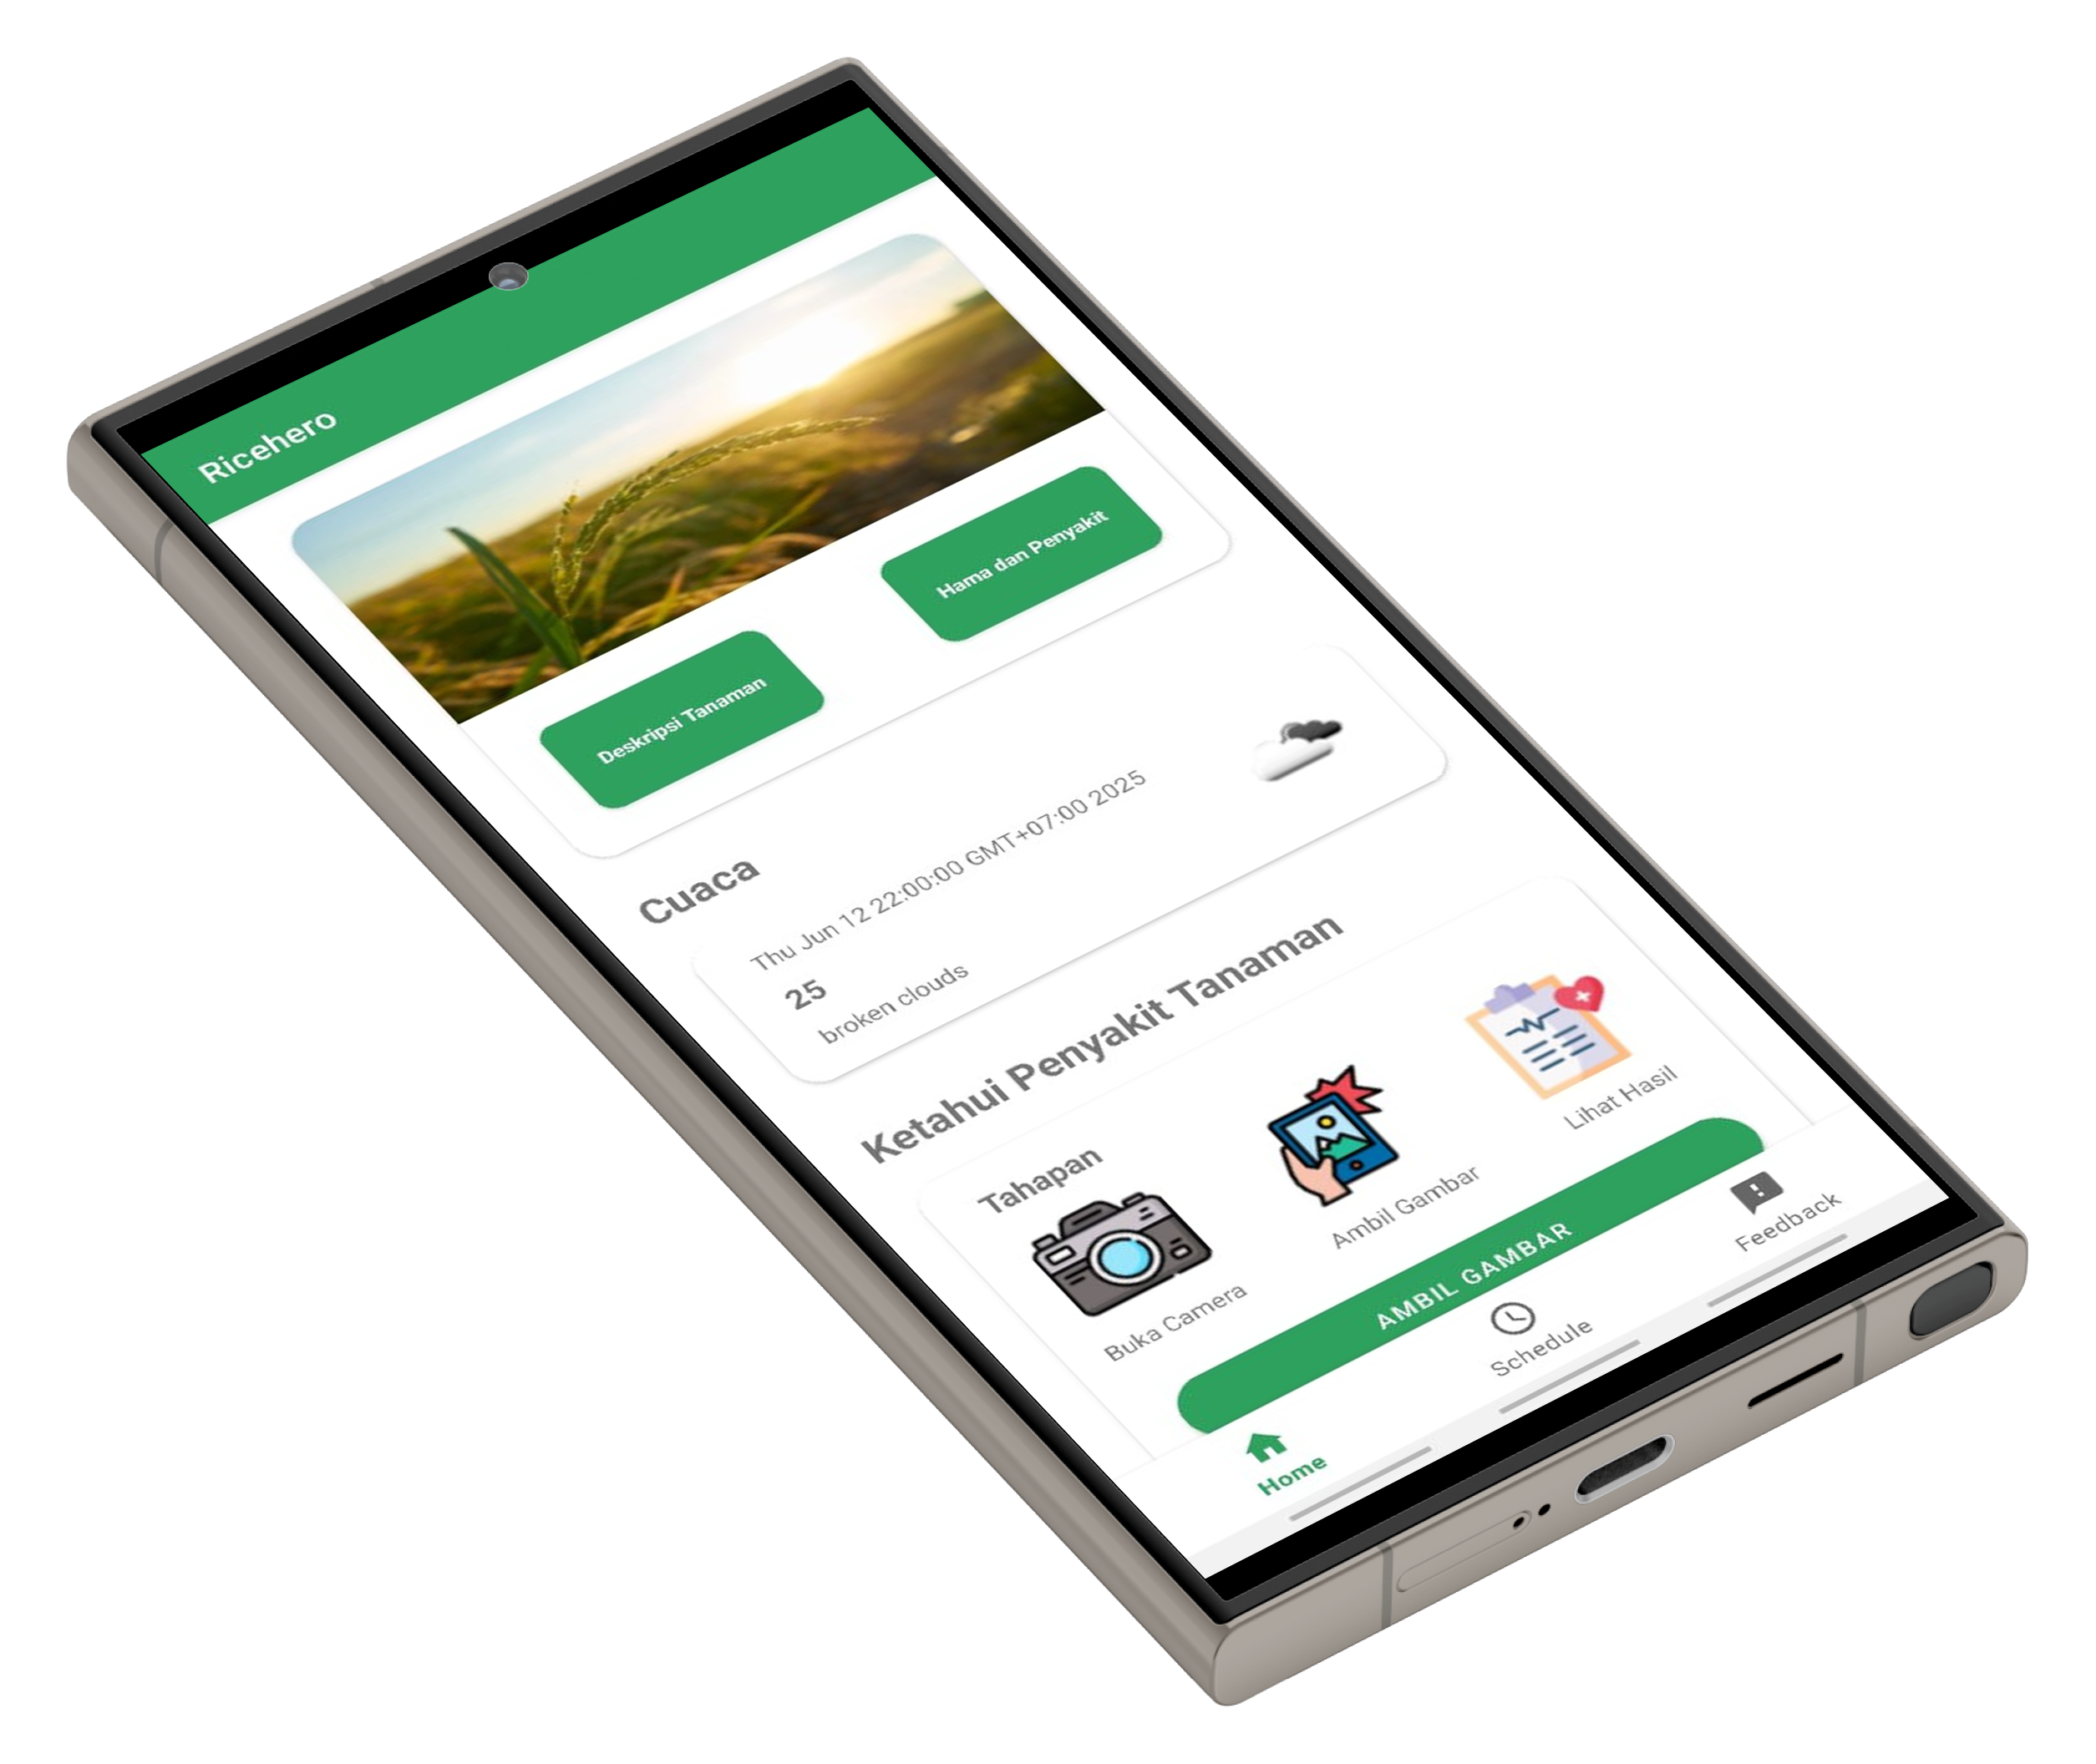 Ricehero
Deskripsi Tanaman
Hama dan Penyakit
Cuaca
Thu Jun 12 22:00:00 GMT+07:00 2025
25
broken clouds
Ketahui Penyakit Tanaman
Tahapan
Buka Camera
Ambil Gambar
Lihat Hasil
AMBIL GAMBAR
Home
Schedule
Feedback